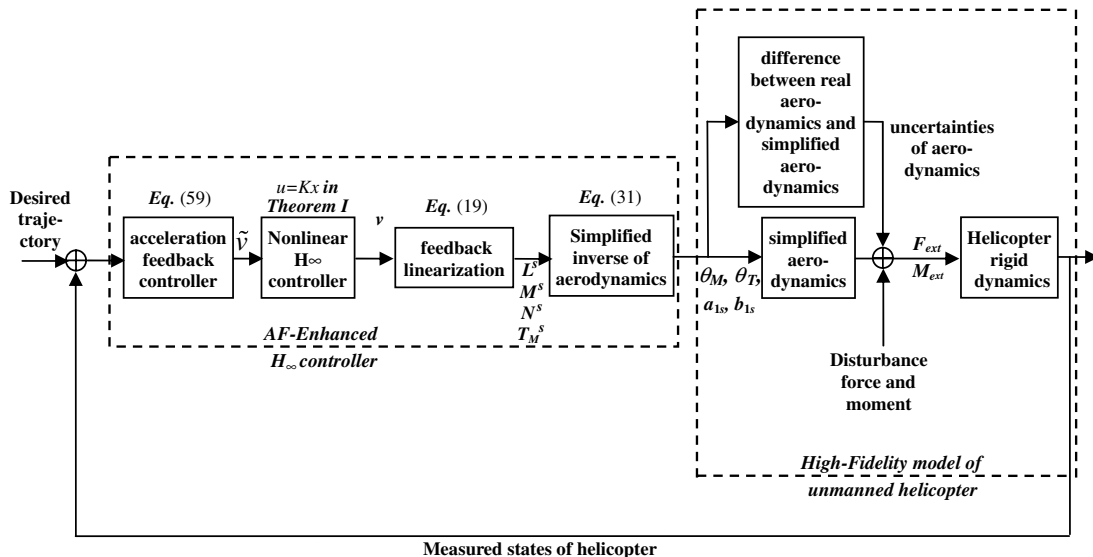 Desired
traje-
ctory
Eq. (59)
acceleration
feedback
controller
ṽ
u=Kx in
Theorem I
Nonlinear
H∞
controller
v
Eq. (19)
feedback
linearization
L^s
M^s
N^s
T_M^s
Eq. (31)
Simplified
inverse of
aerodynamics
AF-Enhanced
H∞ controller
θ_M, θ_T,
a_1s, b_1s
difference
between real
aero-
dynamics and
simplified
aero-
dynamics
uncertainties
of aero-
dynamics
simplified
aero-
dynamics
F_ext
M_ext
Helicopter
rigid
dynamics
Disturbance
force and
moment
High-Fidelity model of
unmanned helicopter
Measured states of helicopter